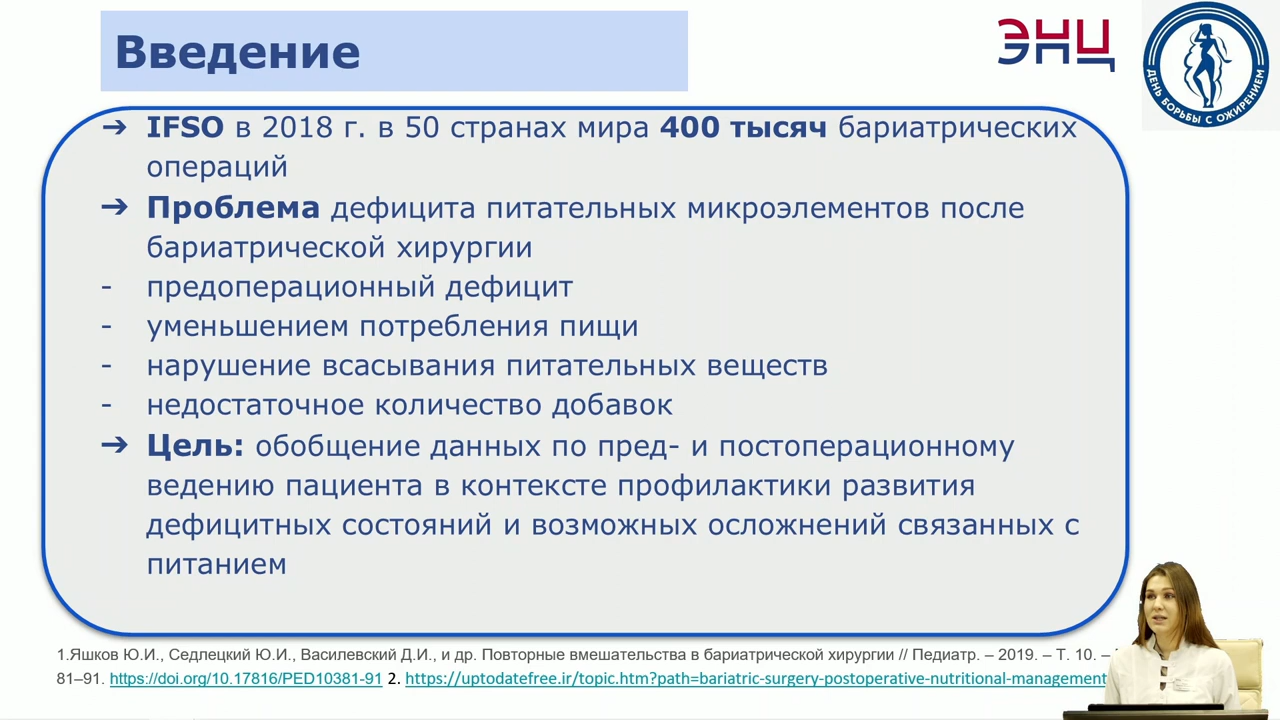 Введение
ЭНЦ
ДЕНЬ БОРЬБЫ С ОЖИРЕНИЕМ
➔ IFSO в 2018 г. в 50 странах мира 400 тысяч бариатрических
операций
➔ Проблема дефицита питательных микроэлементов после
бариатрической хирургии
- предоперационный дефицит
- уменьшением потребления пищи
- нарушение всасывания питательных веществ
- недостаточное количество добавок
➔ Цель: обобщение данных по пред- и постоперационному
ведению пациента в контексте профилактики развития
дефицитных состояний и возможных осложнений связанных с
питанием
1.Яшков Ю.И., Седлецкий Ю.И., Василевский Д.И., и др. Повторные вмешательства в бариатрической хирургии // Педиатр. – 2019. – Т. 10. –
81–91. https://doi.org/10.17816/PED10381-91 2. https://uptodatefree.ir/topic.htm?path=bariatric-surgery-postoperative-nutritional-management